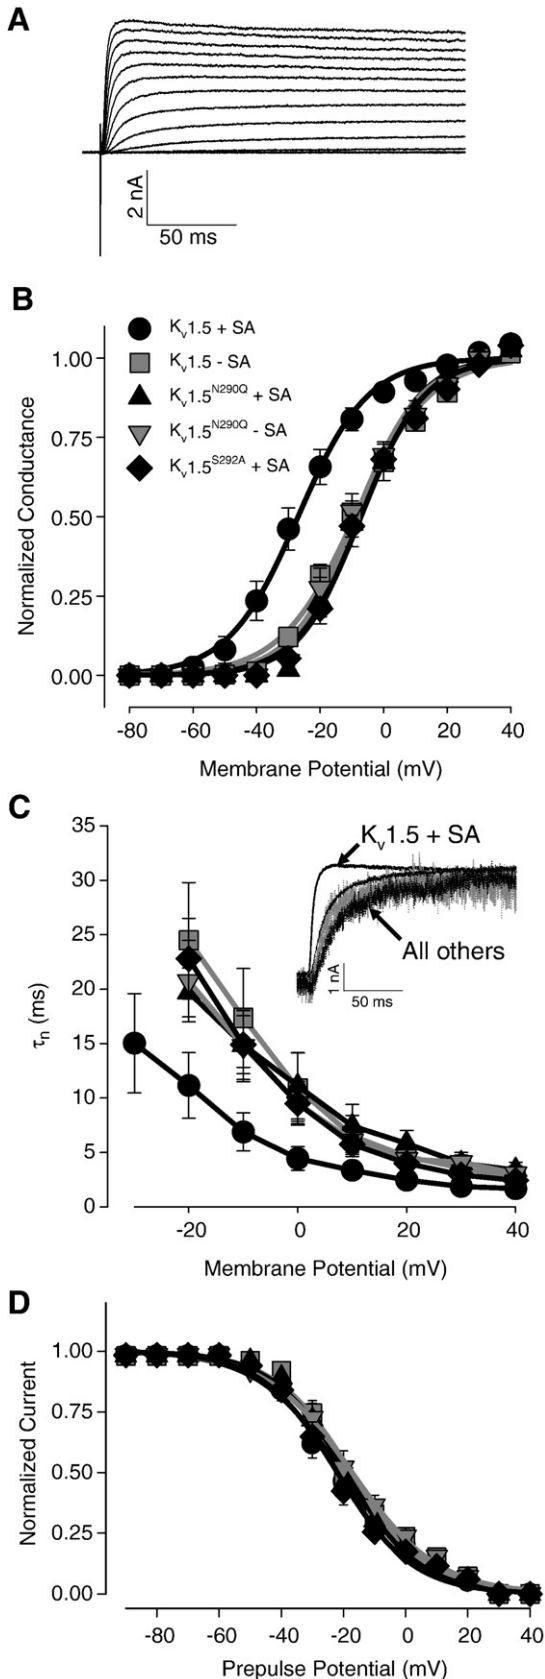 A
2 nA
50 ms
B
Kv1.5 + SA
Kv1.5 - SA
Kv1.5N290Q + SA
Kv1.5N290Q - SA
Kv1.5S292A + SA
1.00
0.75
0.50
0.25
0.00
Normalized Conductance
-80 -60 -40 -20 0 20 40
Membrane Potential (mV)
C
35
30
25
20
15
10
5
0
τn (ms)
Kv1.5 + SA
All others
1 nA
50 ms
-20 0 20 40
Membrane Potential (mV)
D
1.00
0.75
0.50
0.25
0.00
Normalized Current
-80 -60 -40 -20 0 20 40
Prepulse Potential (mV)